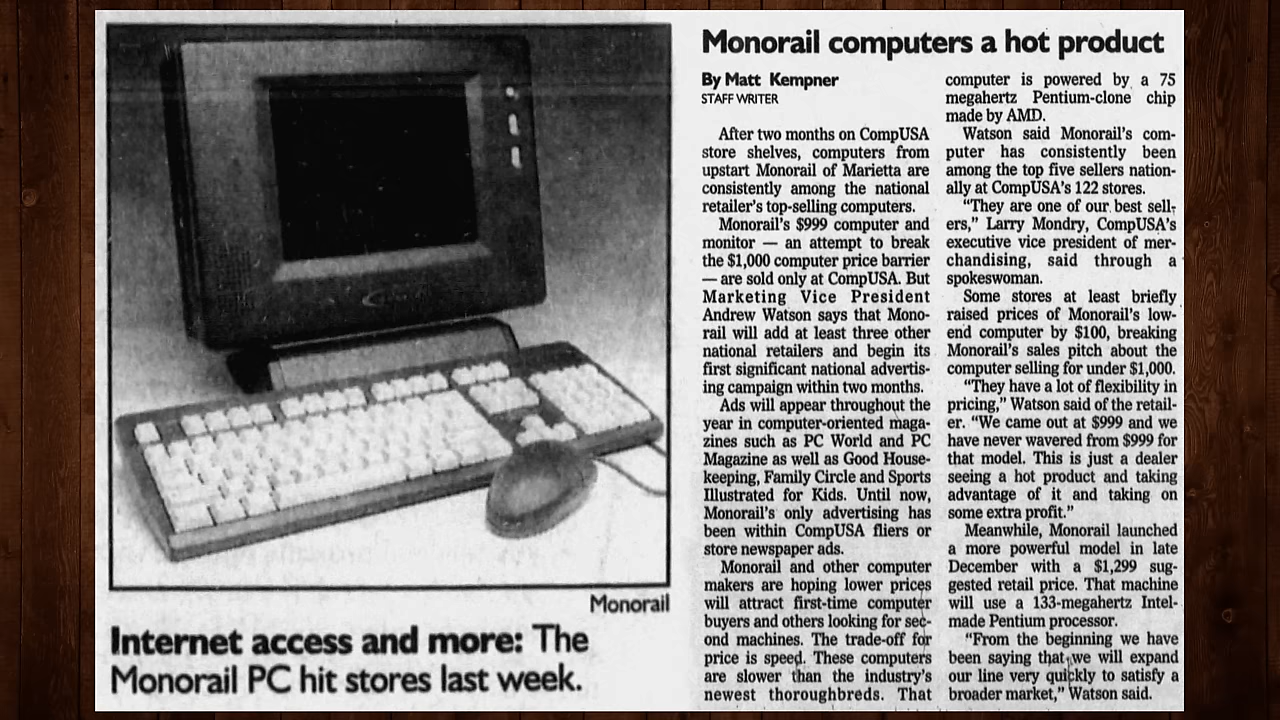 Monorail
Internet access and more: The
Monorail PC hit stores last week.
Monorail computers a hot product
By Matt Kempner
STAFF WRITER
After two months on CompUSA
store shelves, computers from
upstart Monorail of Marietta are
consistently among the national
retailer's top-selling computers.
Monorail's $999 computer and
monitor — an attempt to break
the $1,000 computer price barrier
— are sold only at CompUSA. But
Marketing Vice President
Andrew Watson says that Mono-
rail will add at least three other
national retailers and begin its
first significant national advertis-
ing campaign within two months.
Ads will appear throughout the
year in computer-oriented maga-
zines such as PC World and PC
Magazine as well as Good House-
keeping, Family Circle and Sports
Illustrated for Kids. Until now,
Monorail's only advertising has
been within CompUSA fliers or
store newspaper ads.
Monorail and other computer
makers are hoping lower prices
will attract first-time computer
buyers and others looking for sec-
ond machines. The trade-off for
price is speed. These computers
are slower than the industry's
newest thoroughbreds. That
computer is powered by a 75
megahertz Pentium-clone chip
made by AMD.
Watson said Monorail's com-
puter has consistently been
among the top five sellers nation-
ally at CompUSA's 122 stores.
"They are one of our best sell-
ers," Larry Mondry, CompUSA's
executive vice president of mer-
chandising, said through a
spokeswoman.
Some stores at least briefly
raised prices of Monorail's low-
end computer by $100, breaking
Monorail's sales pitch about the
computer selling for under $1,000.
"They have a lot of flexibility in
pricing," Watson said of the retail-
er. "We came out at $999 and we
have never wavered from $999 for
that model. This is just a dealer
seeing a hot product and taking
advantage of it and taking on
some extra profit."
Meanwhile, Monorail launched
a more powerful model in late
December with a $1,299 sug-
gested retail price. That machine
will use a 133-megahertz Intel-
made Pentium processor.
"From the beginning we have
been saying that we will expand
our line very quickly to satisfy a
broader market," Watson said.